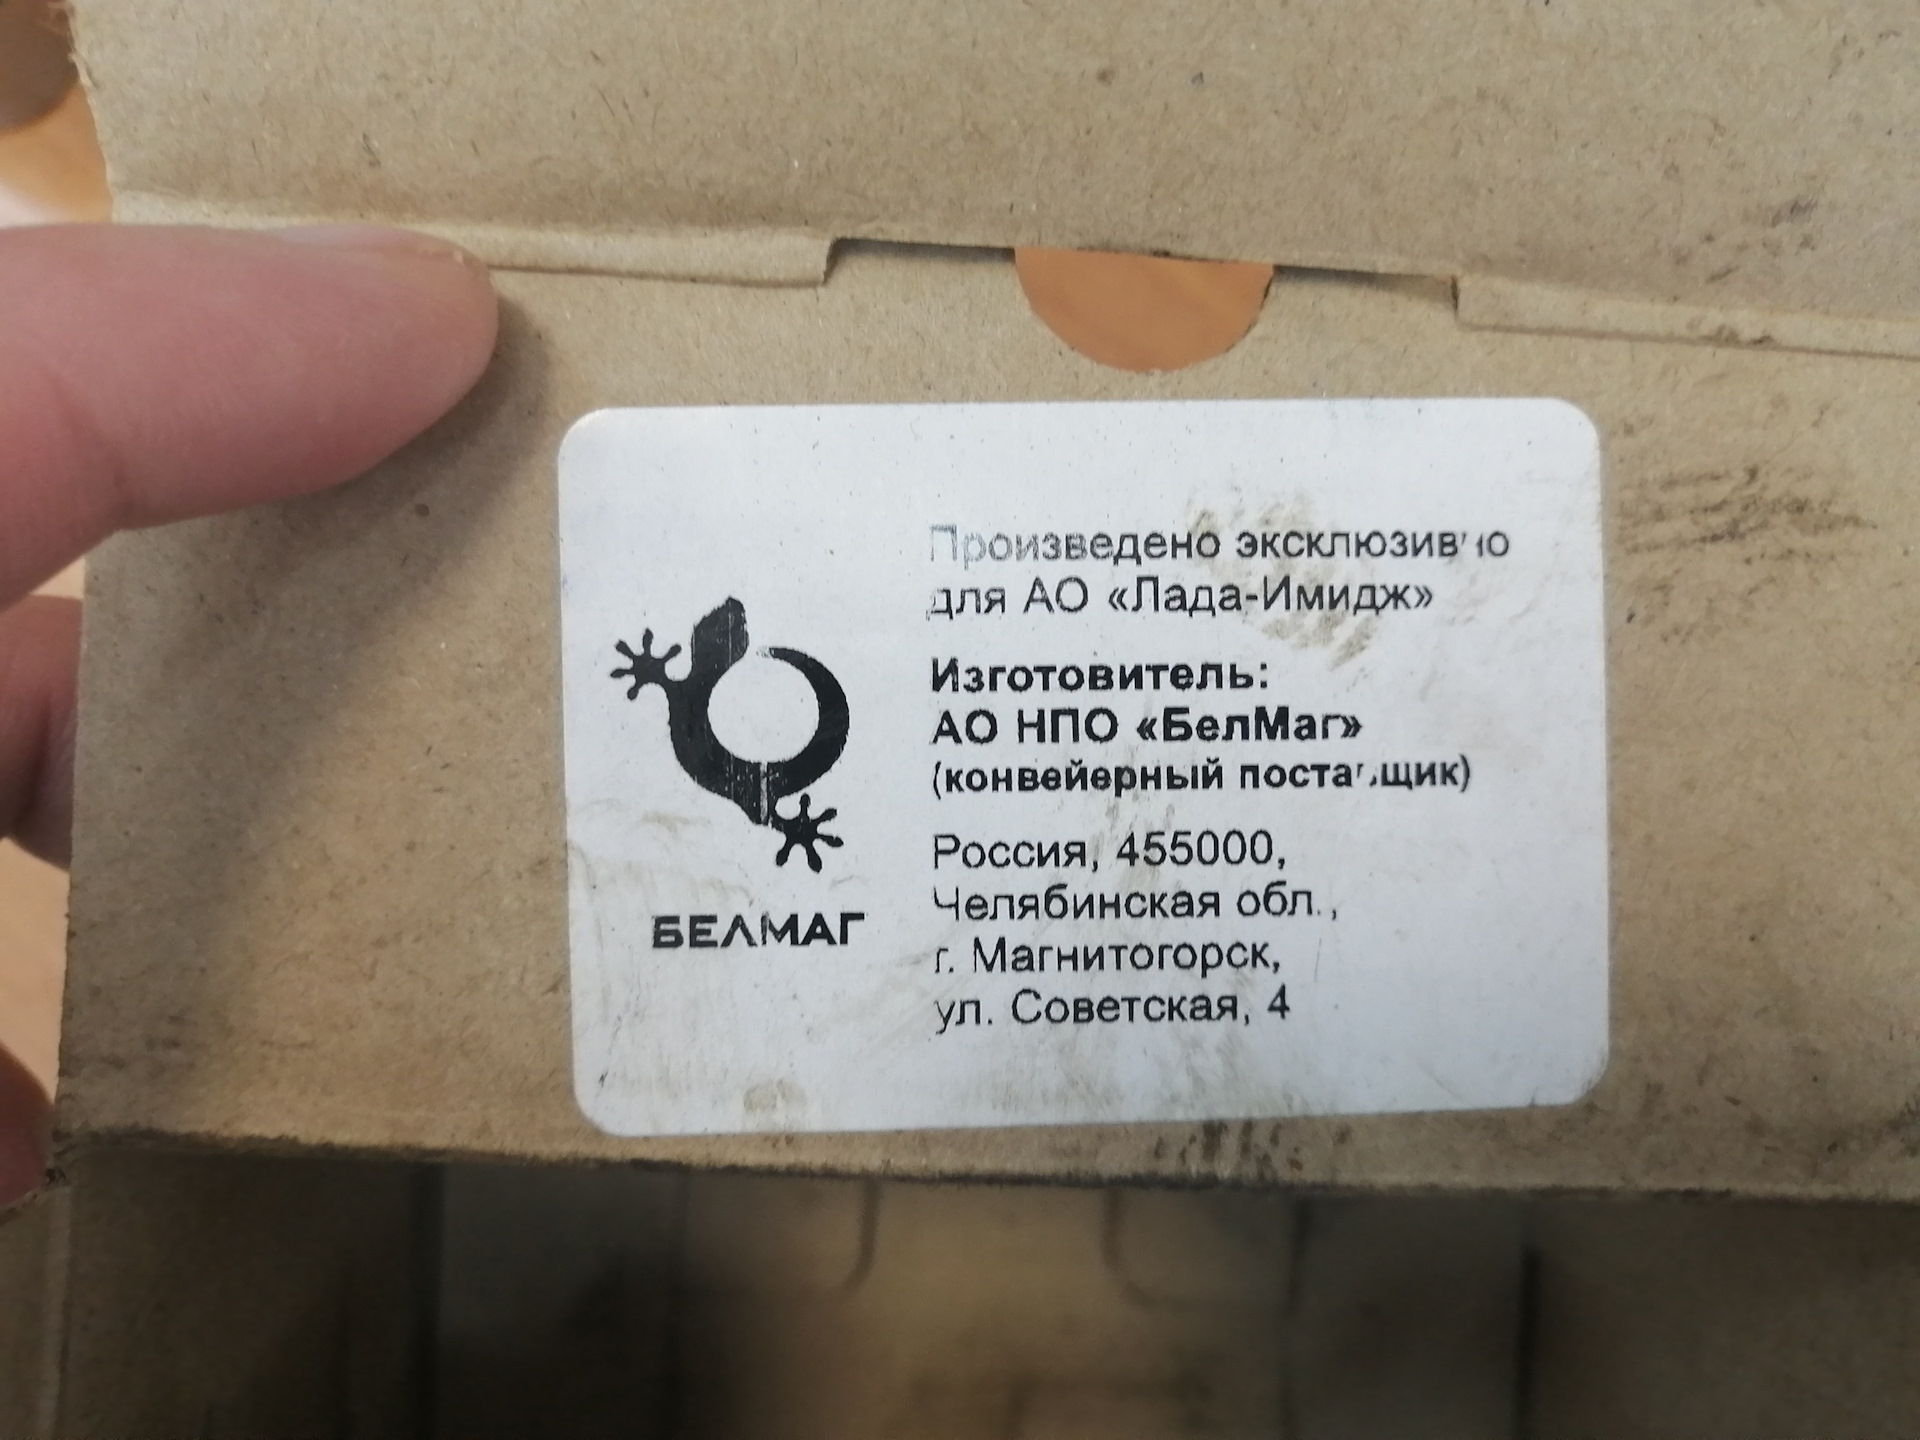 Произведено эксклюзивно
для АО «Лада-Имидж»
Изготовитель:
АО НПО «БелМаг»
(конвейерный поставщик)
Россия, 455000,
Челябинская обл.,
г. Магнитогорск,
ул. Советская, 4
БЕЛМАГ